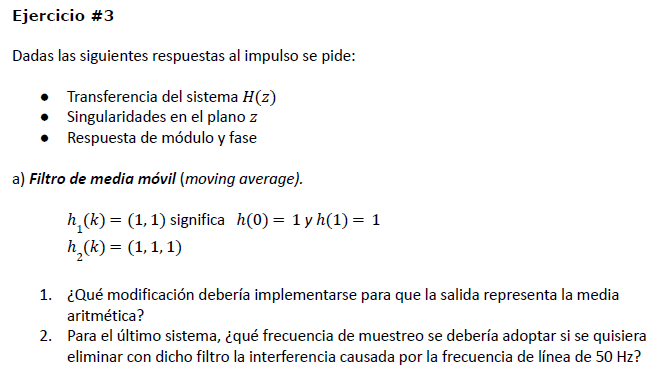 Ejercicio #3
Dadas las siguientes respuestas al impulso se pide:
● Transferencia del sistema H(z)
● Singularidades en el plano z
● Respuesta de módulo y fase
a) Filtro de media móvil (moving average).
h₁(k) = (1, 1) significa h(0) = 1 y h(1) = 1
h₂(k) = (1, 1, 1)
1. ¿Qué modificación debería implementarse para que la salida representa la media
aritmética?
2. Para el último sistema, ¿qué frecuencia de muestreo se debería adoptar si se quisiera
eliminar con dicho filtro la interferencia causada por la frecuencia de línea de 50 Hz?